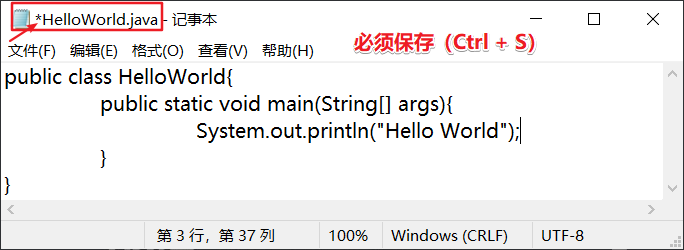 *HelloWorld.java - 记事本
文件(F) 编辑(E) 格式(O) 查看(V) 帮助(H)
必须保存（Ctrl + S）
public class HelloWorld{
public static void main(String[] args){
System.out.println("Hello World");
}
}
第 3 行，第 37 列 100% Windows (CRLF) UTF-8